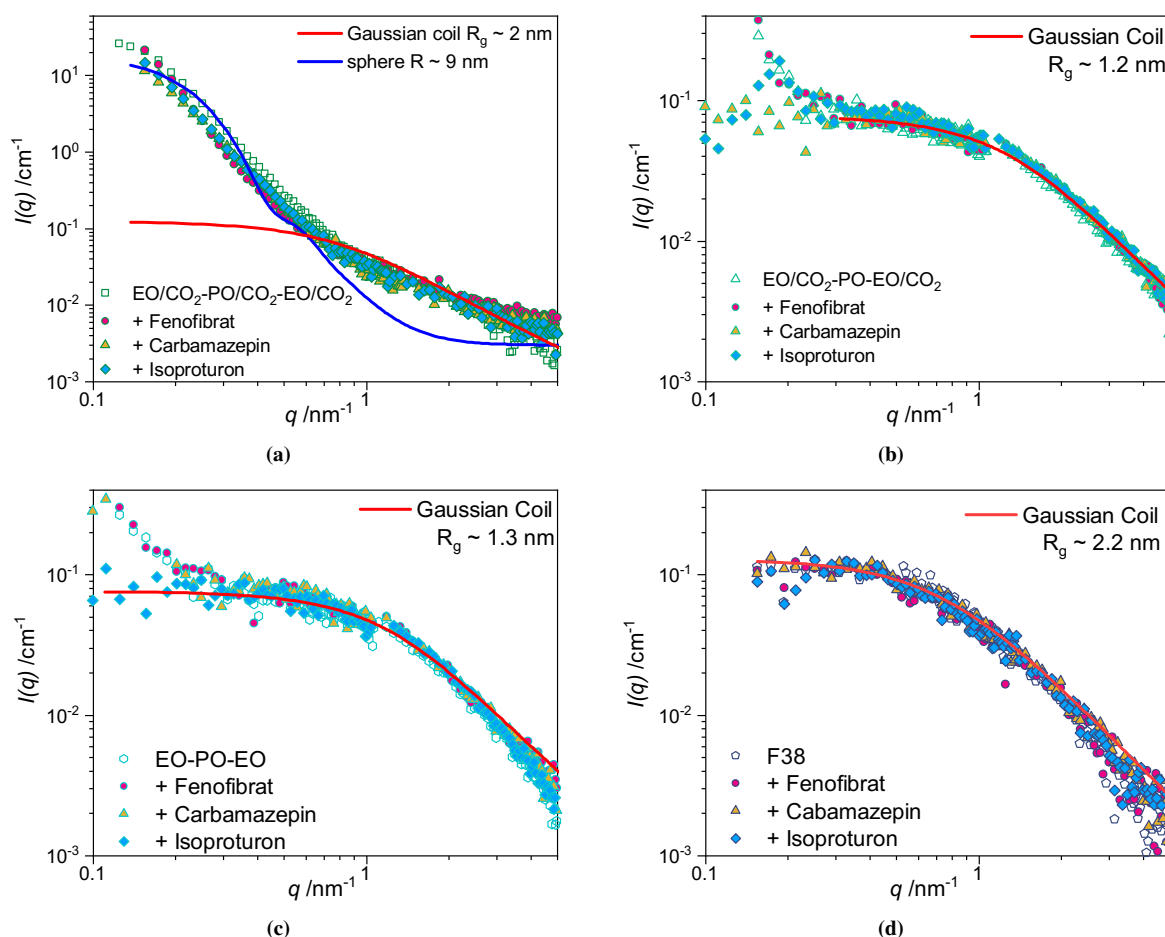 Gaussian coil Rg ~ 2 nm
sphere R ~ 9 nm
10¹
10⁰
10⁻¹
10⁻²
10⁻³
I(q) /cm⁻¹
EO/CO₂-PO/CO₂-EO/CO₂
+ Fenofibrat
+ Carbamazepin
+ Isoproturon
0.1
1
q /nm⁻¹
(a)
Gaussian Coil
Rg ~ 1.2 nm
10⁻¹
10⁻²
10⁻³
I(q) /cm⁻¹
EO/CO₂-PO-EO/CO₂
+ Fenofibrat
+ Carbamazepin
+ Isoproturon
0.1
1
q /nm⁻¹
(b)
Gaussian Coil
Rg ~ 1.3 nm
10⁻¹
10⁻²
10⁻³
I(q) /cm⁻¹
EO-PO-EO
+ Fenofibrat
+ Carbamazepin
+ Isoproturon
0.1
1
q /nm⁻¹
(c)
Gaussian Coil
Rg ~ 2.2 nm
10⁻¹
10⁻²
10⁻³
I(q) /cm⁻¹
F38
+ Fenofibrat
+ Cabamazepin
+ Isoproturon
0.1
1
q /nm⁻¹
(d)